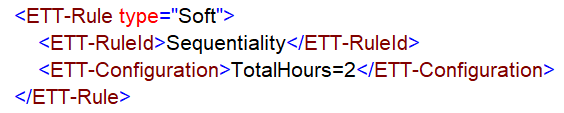 <ETT-Rule type="Soft">
<ETT-RuleId>Sequentiality</ETT-RuleId>
<ETT-Configuration>TotalHours=2</ETT-Configuration>
</ETT-Rule>